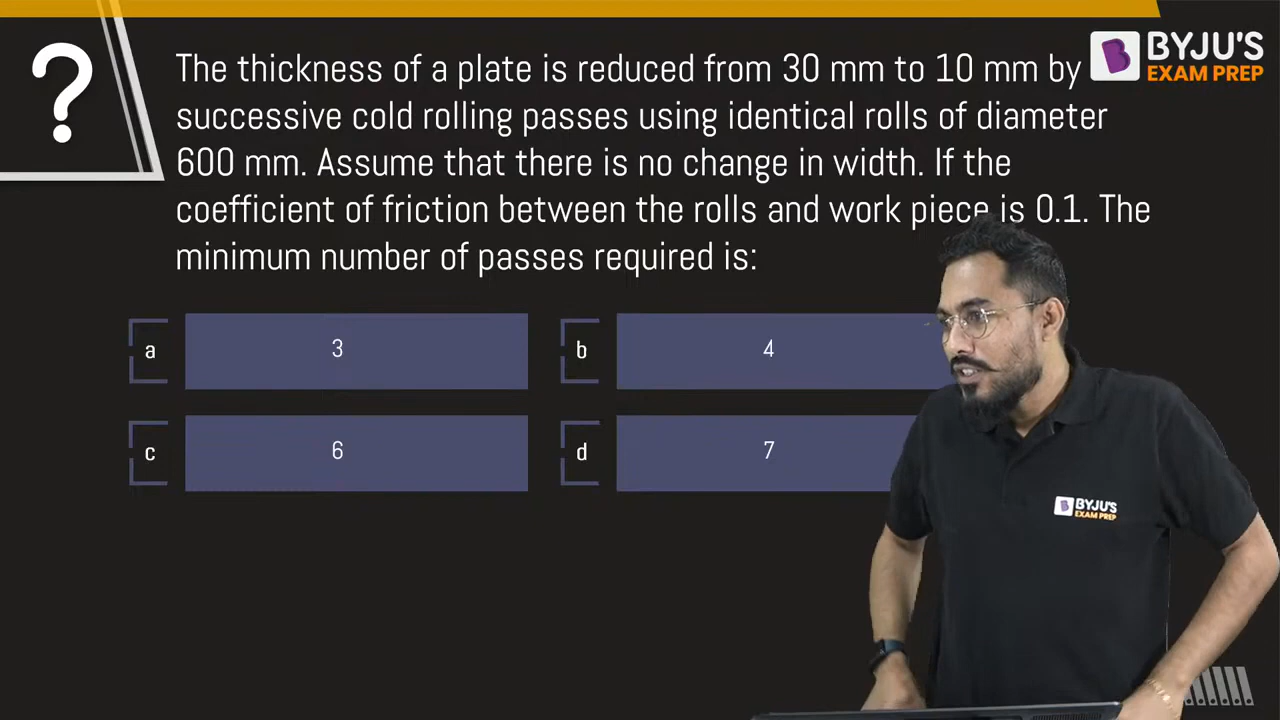 ?
The thickness of a plate is reduced from 30 mm to 10 mm by
successive cold rolling passes using identical rolls of diameter
600 mm. Assume that there is no change in width. If the
coefficient of friction between the rolls and work piece is 0.1. The
minimum number of passes required is:
BYJU'S
EXAM PREP
a
3
b
4
c
6
d
7
BYJU'S
EXAM PREP